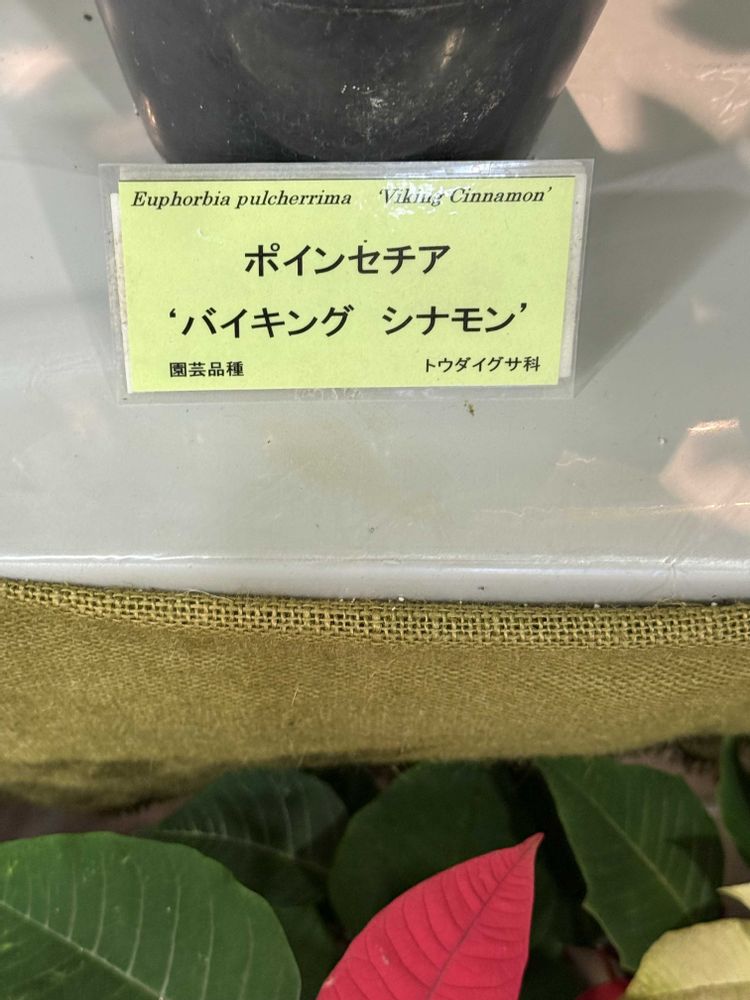 Euphorbia pulcherrima ‘Viking Cinnamon’
ポインセチア
‘バイキング シナモン’
園芸品種 トウダイグサ科